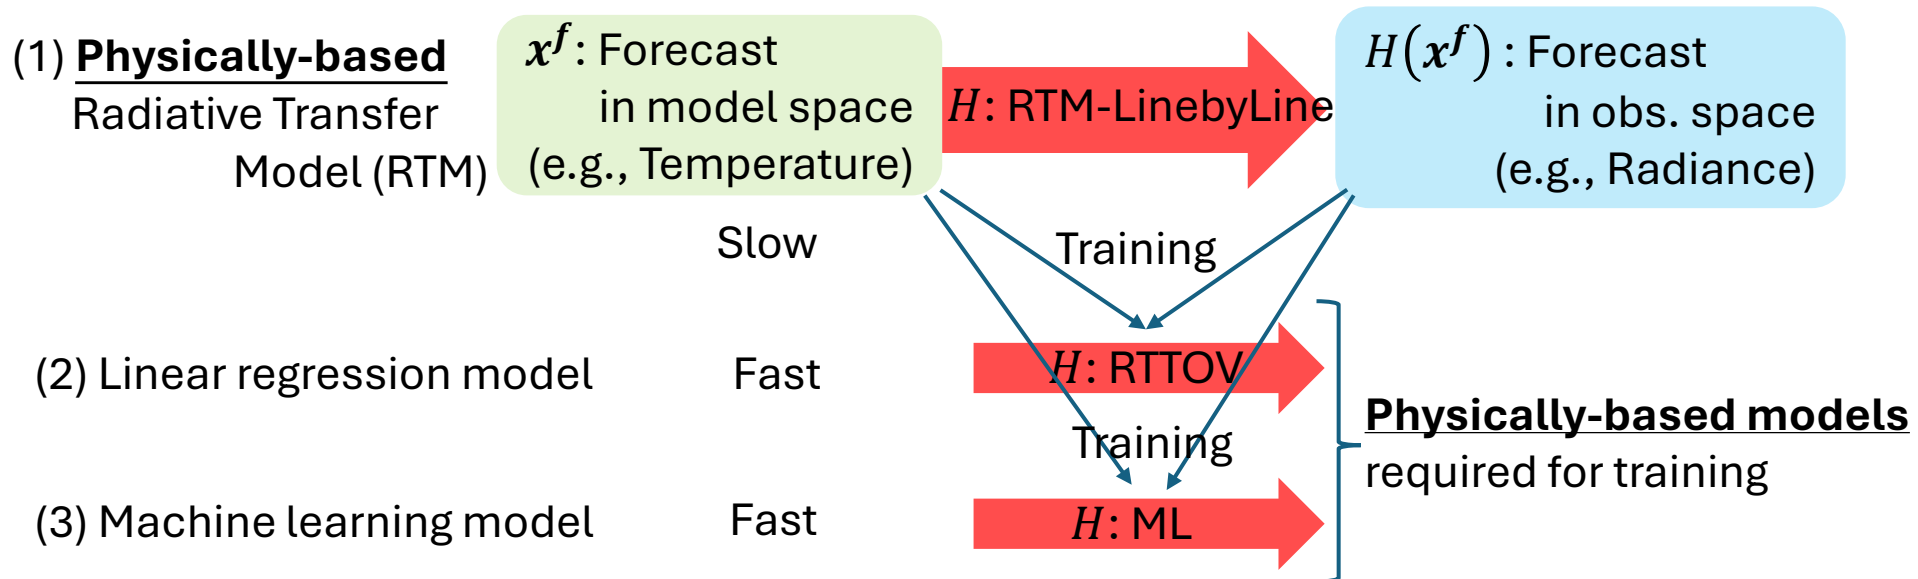 (1) Physically-based
Radiative Transfer
Model (RTM)
𝒙ᶠ: Forecast
in model space
(e.g., Temperature)
H: RTM-LinebyLine
H(𝒙ᶠ) : Forecast
in obs. space
(e.g., Radiance)
Slow
Training
(2) Linear regression model
Fast
H: RTTOV
Training
Physically-based models
required for training
(3) Machine learning model
Fast
H: ML